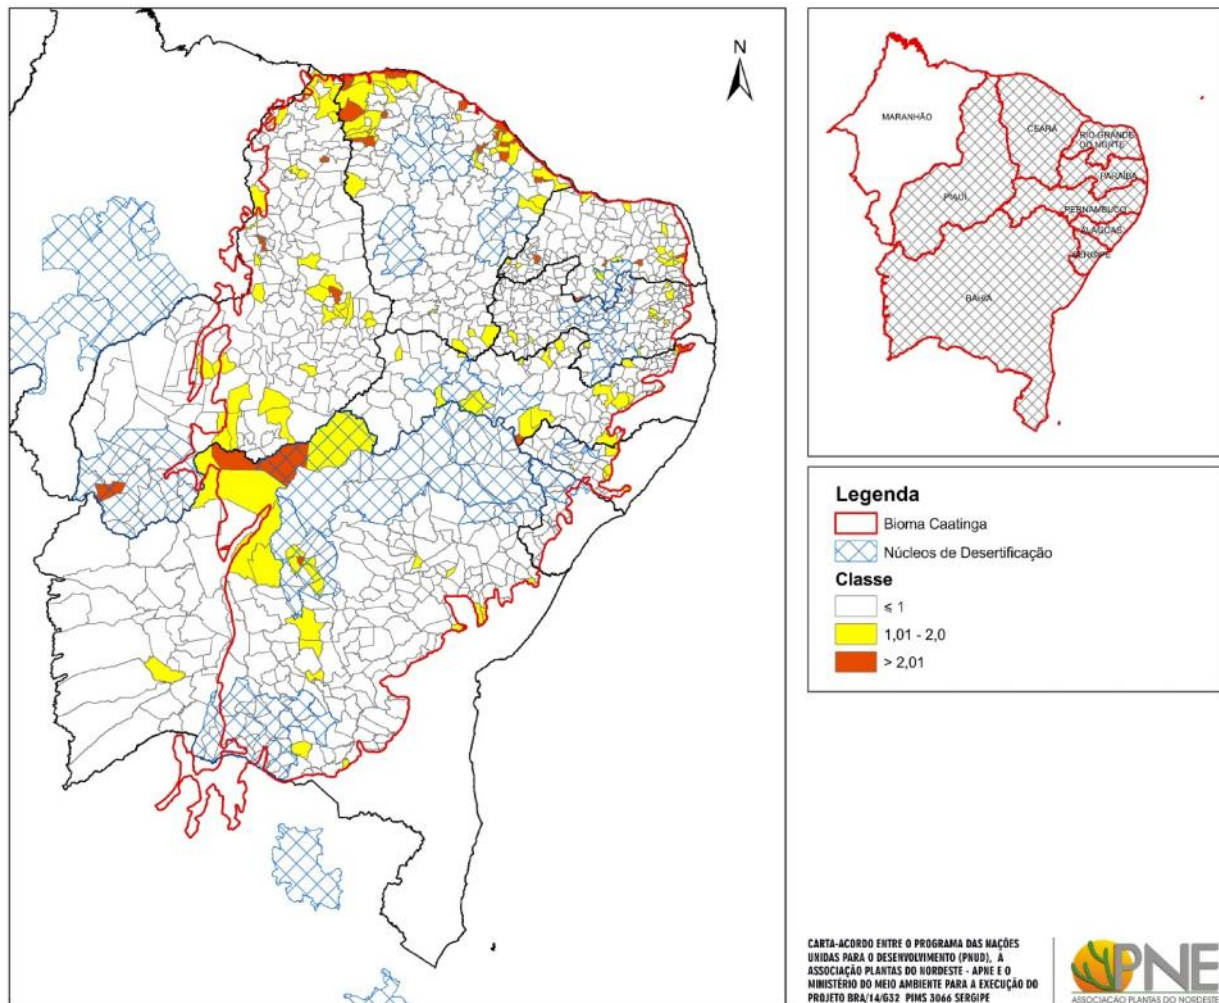 N
MARANHÃO
CEARÁ
RIO GRANDE
DO NORTE
PARAÍBA
PIAUÍ
PERNAMBUCO
ALAGOAS
SERGIPE
BAHIA
Legenda
Bioma Caatinga
Núcleos de Desertificação
Classe
≤ 1
1,01 - 2,0
> 2,01
CARTA-ACORDO ENTRE O PROGRAMA DAS NAÇÕES
UNIDAS PARA O DESENVOLVIMENTO (PNUD), A
ASSOCIAÇÃO PLANTAS DO NORDESTE - APNE E O
MINISTÉRIO DO MEIO AMBIENTE PARA A EXECUÇÃO DO
PROJETO BRA/14/G32 PIMS 3066 SERGIPE
PNE
ASSOCIAÇÃO PLANTAS DO NORDESTE